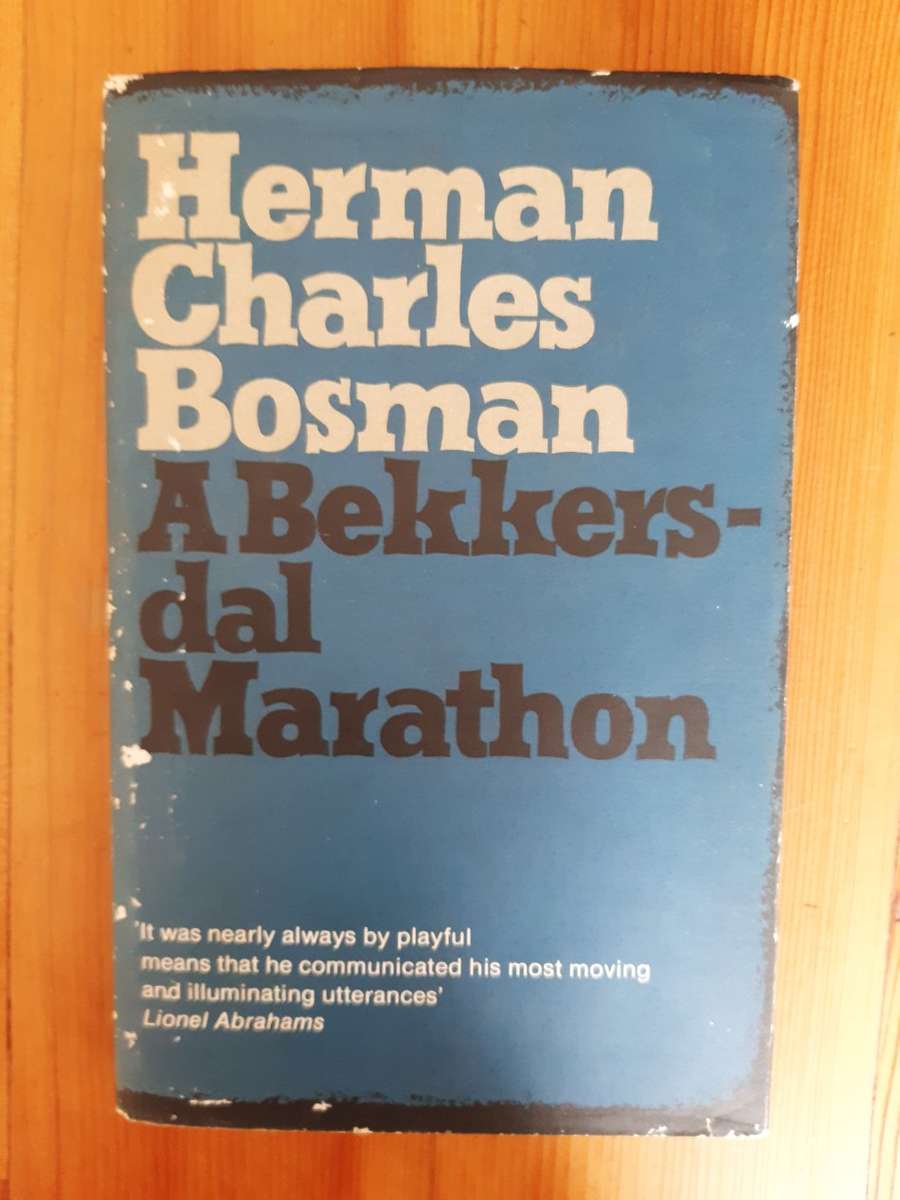 Herman
Charles
Bosman
A Bekkers-
dal
Marathon
'It was nearly always by playful
means that he communicated his most moving
and illuminating utterances'
Lionel Abrahams